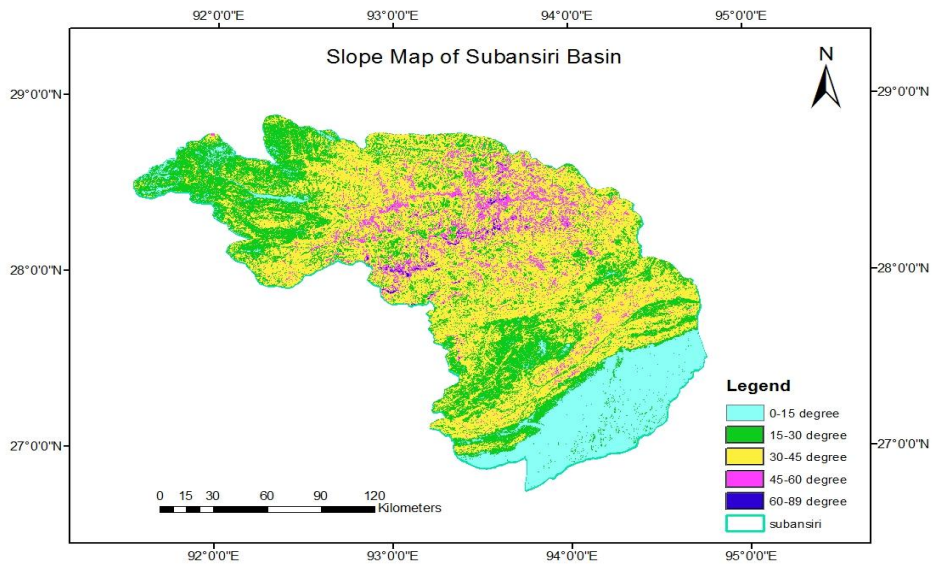 92°0'0"E 93°0'0"E 94°0'0"E 95°0'0"E
Slope Map of Subansiri Basin
N
29°0'0"N 29°0'0"N
28°0'0"N 28°0'0"N
Legend
0-15 degree
15-30 degree
27°0'0"N 27°0'0"N
30-45 degree
45-60 degree
60-89 degree
subansiri
0 15 30 60 90 120
Kilometers
92°0'0"E 93°0'0"E 94°0'0"E 95°0'0"E